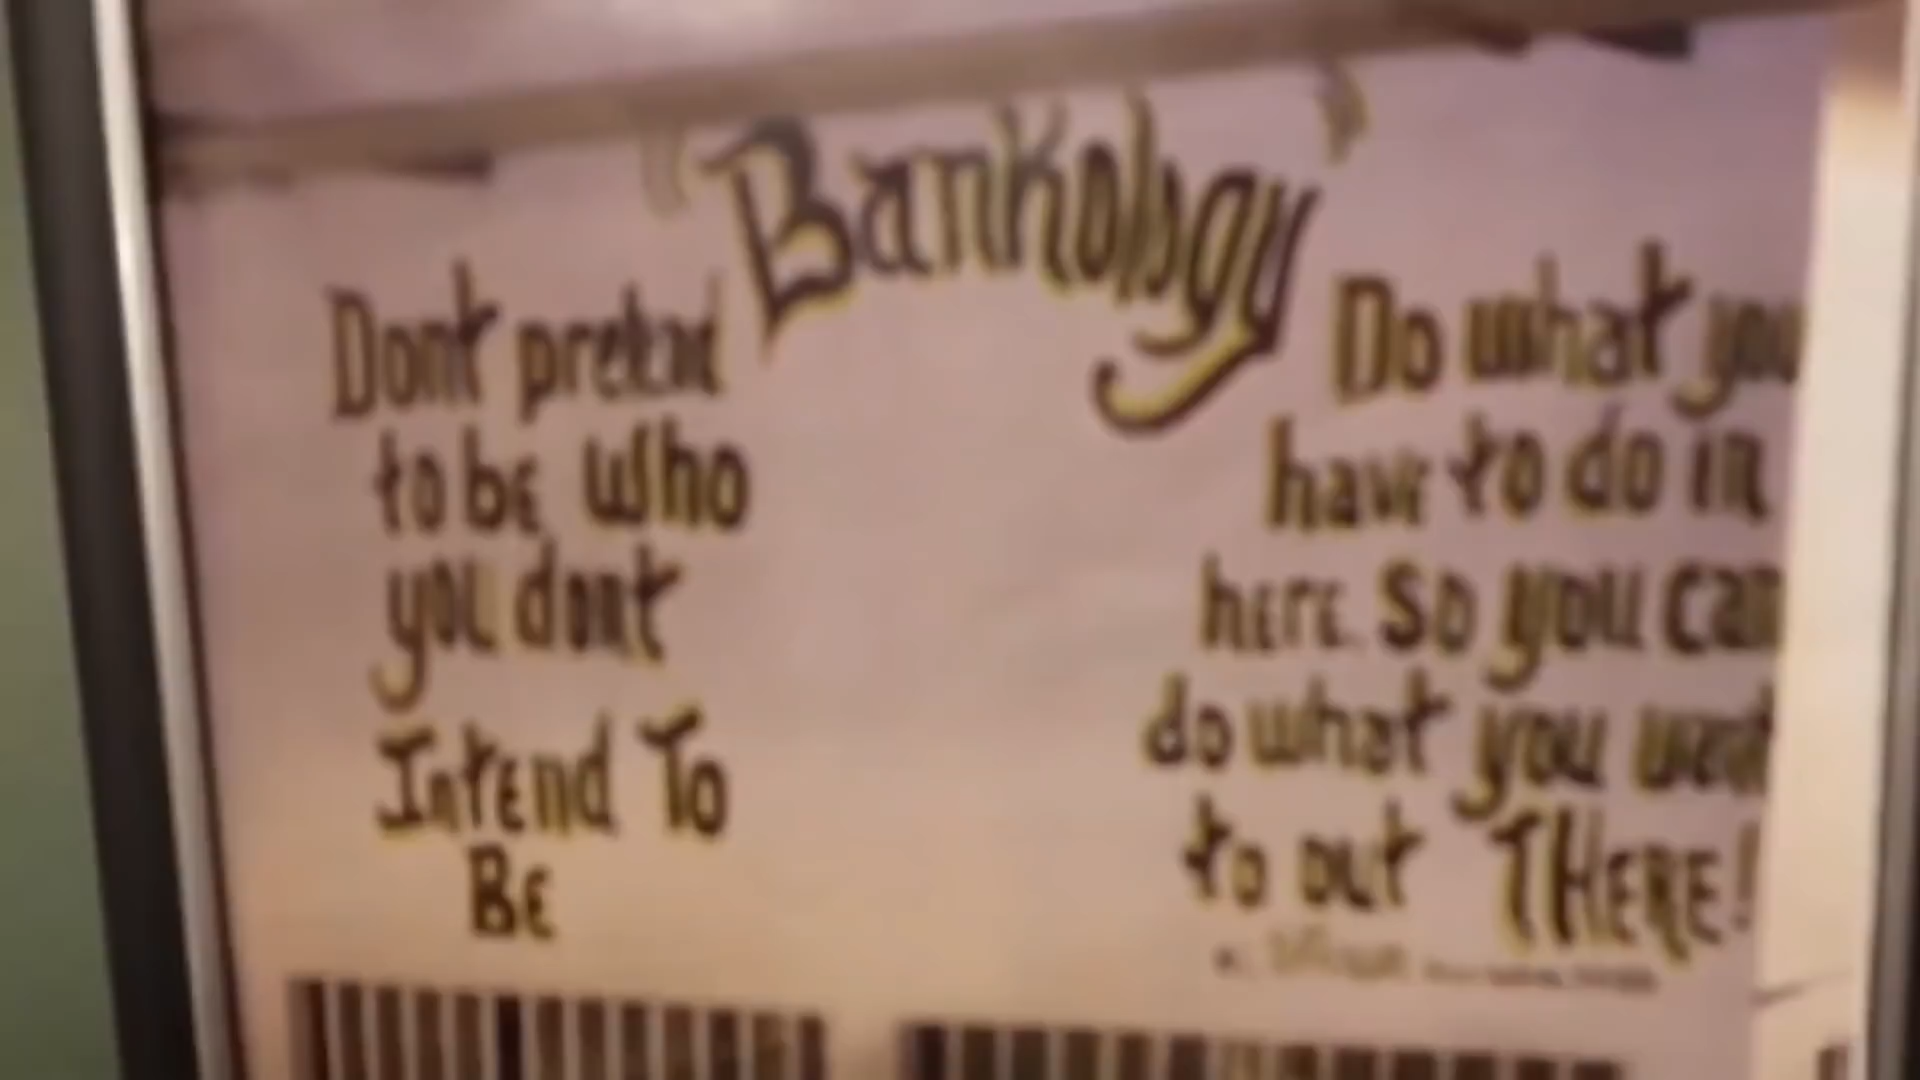 "Bankology"
Dont pretend
to be who
you dont
Intend To
BE
Do what you
have to do in
here. So you can
do what you want
to out THERE!